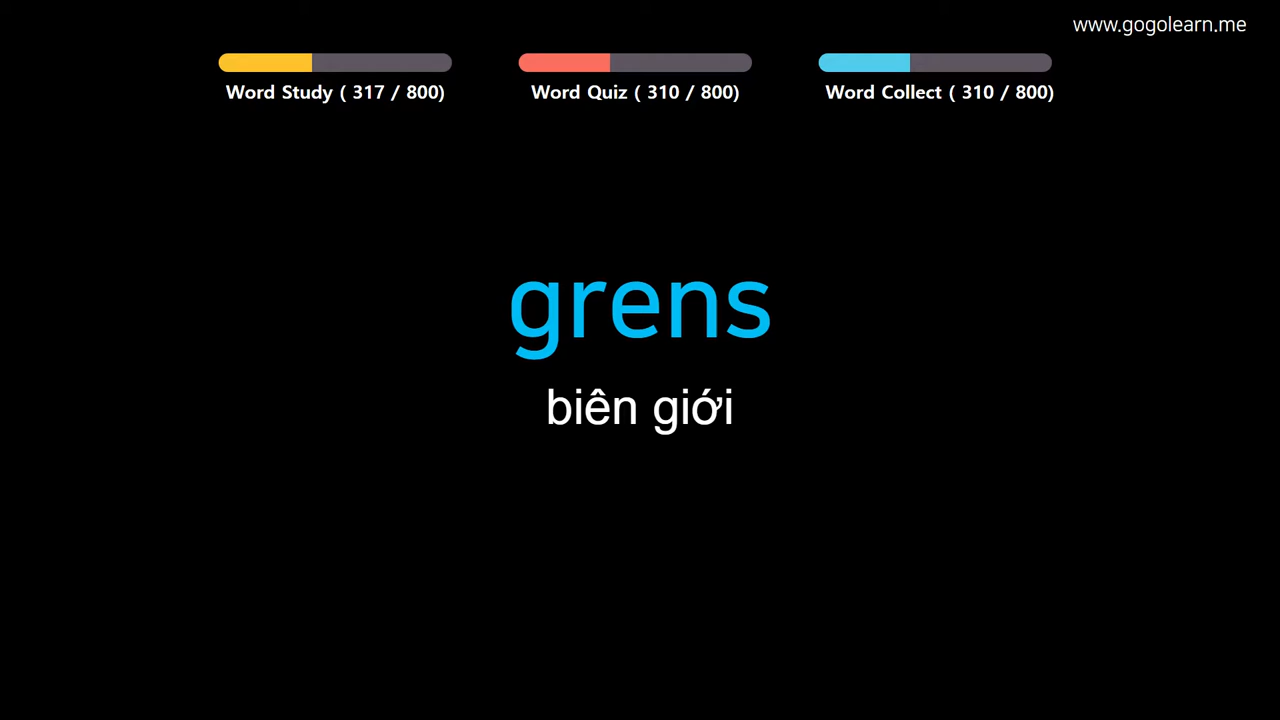 www.gogolearn.me
Word Study ( 317 / 800)
Word Quiz ( 310 / 800)
Word Collect ( 310 / 800)
grens
biên giới